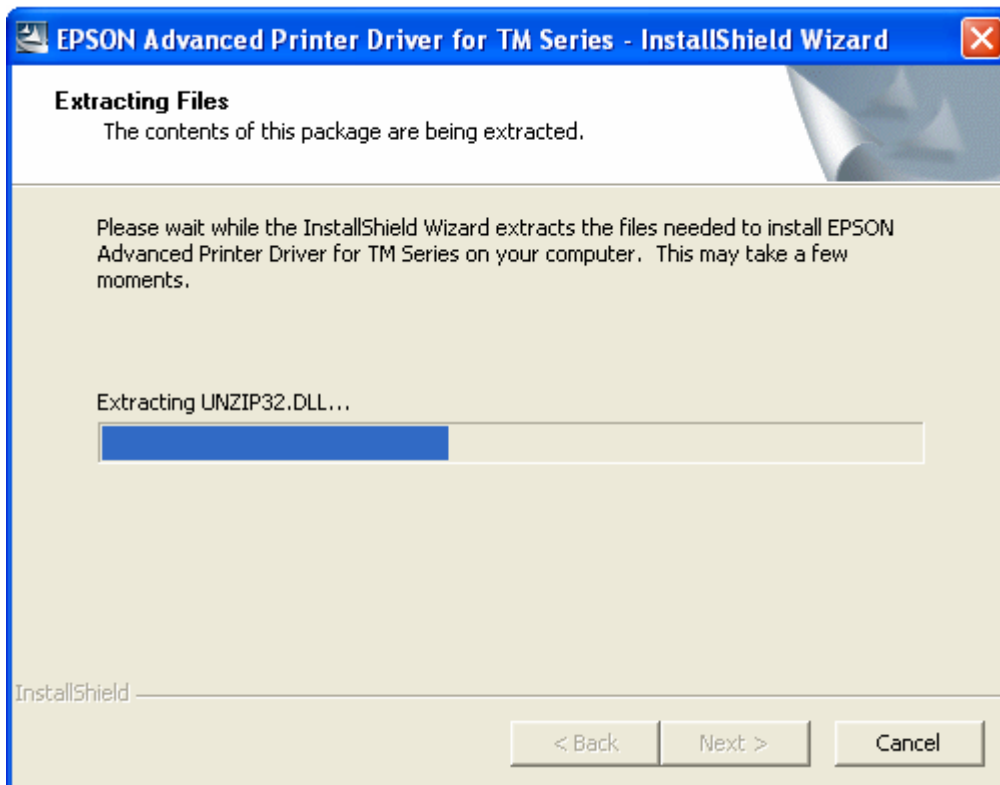 EPSON Advanced Printer Driver for TM Series - InstallShield Wizard
Extracting Files
The contents of this package are being extracted.
Please wait while the InstallShield Wizard extracts the files needed to install EPSON
Advanced Printer Driver for TM Series on your computer.  This may take a few
moments.
Extracting UNZIP32.DLL...
InstallShield
< Back
Next >
Cancel